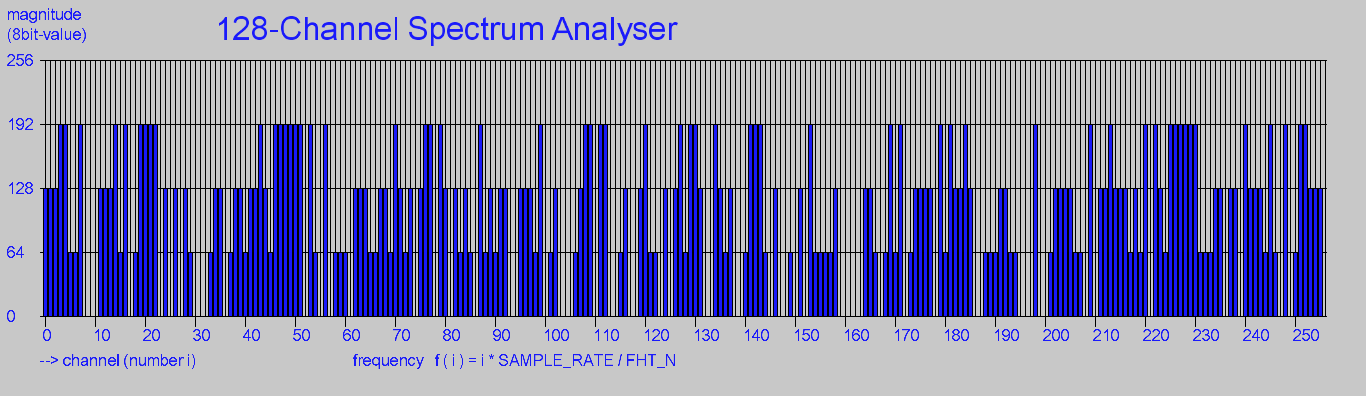 magnitude
(8bit-value)
128-Channel Spectrum Analyser
256
192
128
64
0
0 10 20 30 40 50 60 70 80 90 100 110 120 130 140 150 160 170 180 190 200 210 220 230 240 250
--> channel (number i) frequency f ( i ) = i * SAMPLE_RATE / FHT_N